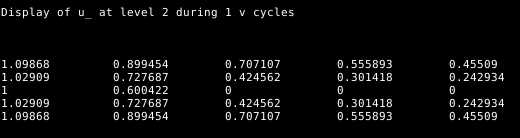 Display of u_ at level 2 during 1 v cycles
1.09868 0.899454 0.707107 0.555893 0.45509
1.02909 0.727687 0.424562 0.301418 0.242934
1 0.600422 0 0 0
1.02909 0.727687 0.424562 0.301418 0.242934
1.09868 0.899454 0.707107 0.555893 0.45509